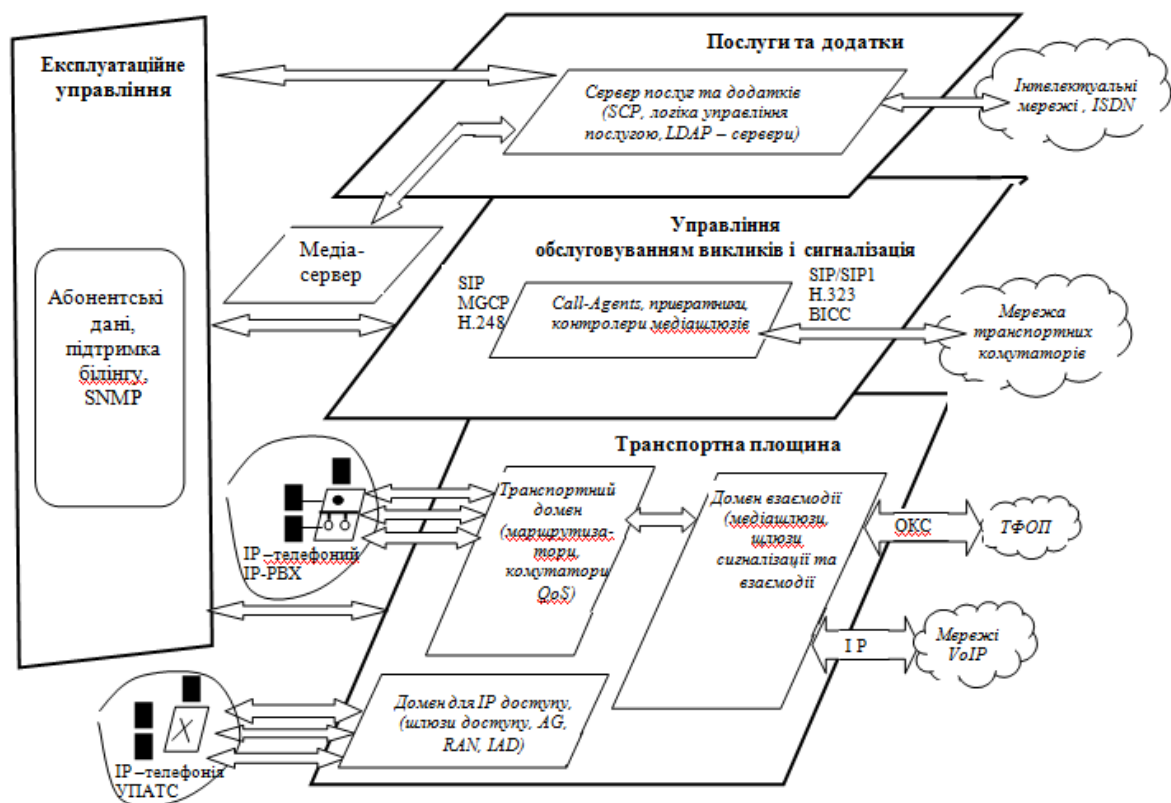 Експлуатаційне
управління
Абонентські
дані,
підтримка
білінгу,
SNMP
Послуги та додатки
Сервер послуг та додатків
(SCP, логіка управління
послугою, LDAP – сервери)
Інтелектуальні
мережі , ISDN
Медіа-
сервер
Управління
обслуговуванням викликів і сигналізація
SIP
MGCP
H.248
Call-Agents, привратники,
контролери медіашлюзів
SIP/SIP1
H.323
BICC
Мережа
транспортних
комутаторів
Транспортна площина
IP –телефоний
IP-PBX
Транспортний
домен
(маршрутиза-
тори,
комутатори
QoS)
Домен взаємодії
(медіашлюзи,
шлюзи
сигналізації та
взаємодії
ОКС
ТФОП
I P
Мережі
VoIP
Домен для IP доступу,
(шлюзи доступу, AG,
RAN, IAD)
X
IP –телефонія
УПАТС